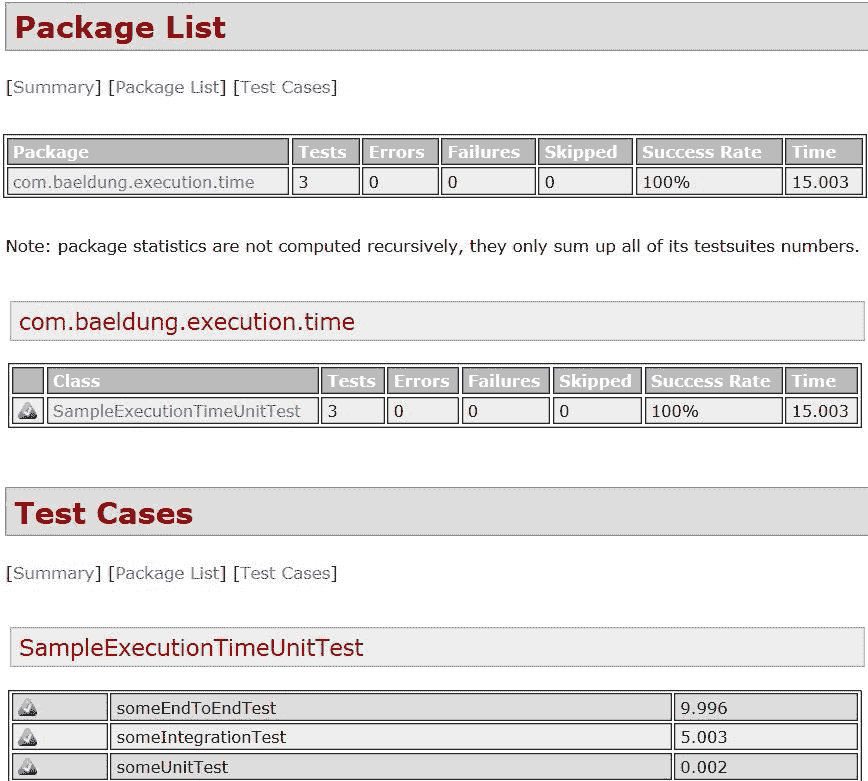 Package List
[Summary] [Package List] [Test Cases]
Package Tests Errors Failures Skipped Success Rate Time
com.baeldung.execution.time 3 0 0 0 100% 15.003
Note: package statistics are not computed recursively, they only sum up all of its testsuites numbers.
com.baeldung.execution.time
Class Tests Errors Failures Skipped Success Rate Time
SampleExecutionTimeUnitTest 3 0 0 0 100% 15.003
Test Cases
[Summary] [Package List] [Test Cases]
SampleExecutionTimeUnitTest
someEndToEndTest 9.996
someIntegrationTest 5.003
someUnitTest 0.002